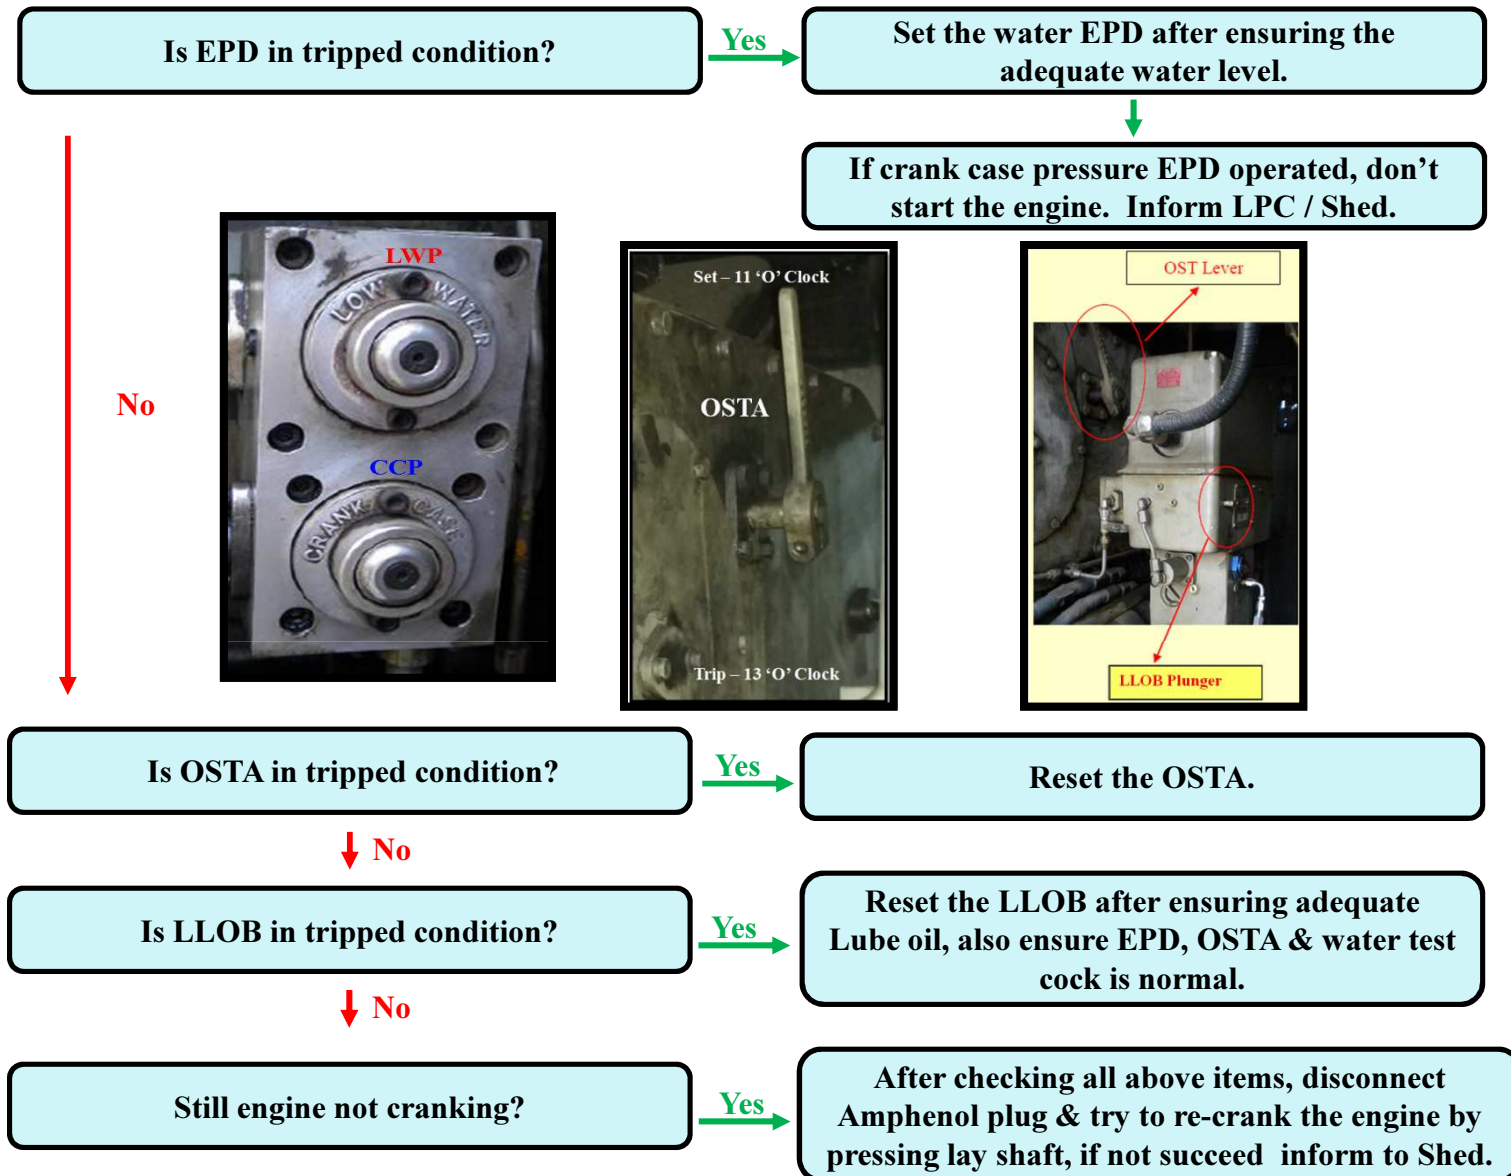 Is EPD in tripped condition?
Yes
Set the water EPD after ensuring the
adequate water level.
If crank case pressure EPD operated, don’t
start the engine. Inform LPC / Shed.
No
LWP
LOW WATER
CCP
CRANK CASE
Set – 11 ‘O’ Clock
OSTA
Trip – 13 ‘O’ Clock
OST Lever
LLOB Plunger
Is OSTA in tripped condition?
Yes
Reset the OSTA.
No
Is LLOB in tripped condition?
Yes
Reset the LLOB after ensuring adequate
Lube oil, also ensure EPD, OSTA & water test
cock is normal.
No
Still engine not cranking?
Yes
After checking all above items, disconnect
Amphenol plug & try to re-crank the engine by
pressing lay shaft, if not succeed inform to Shed.